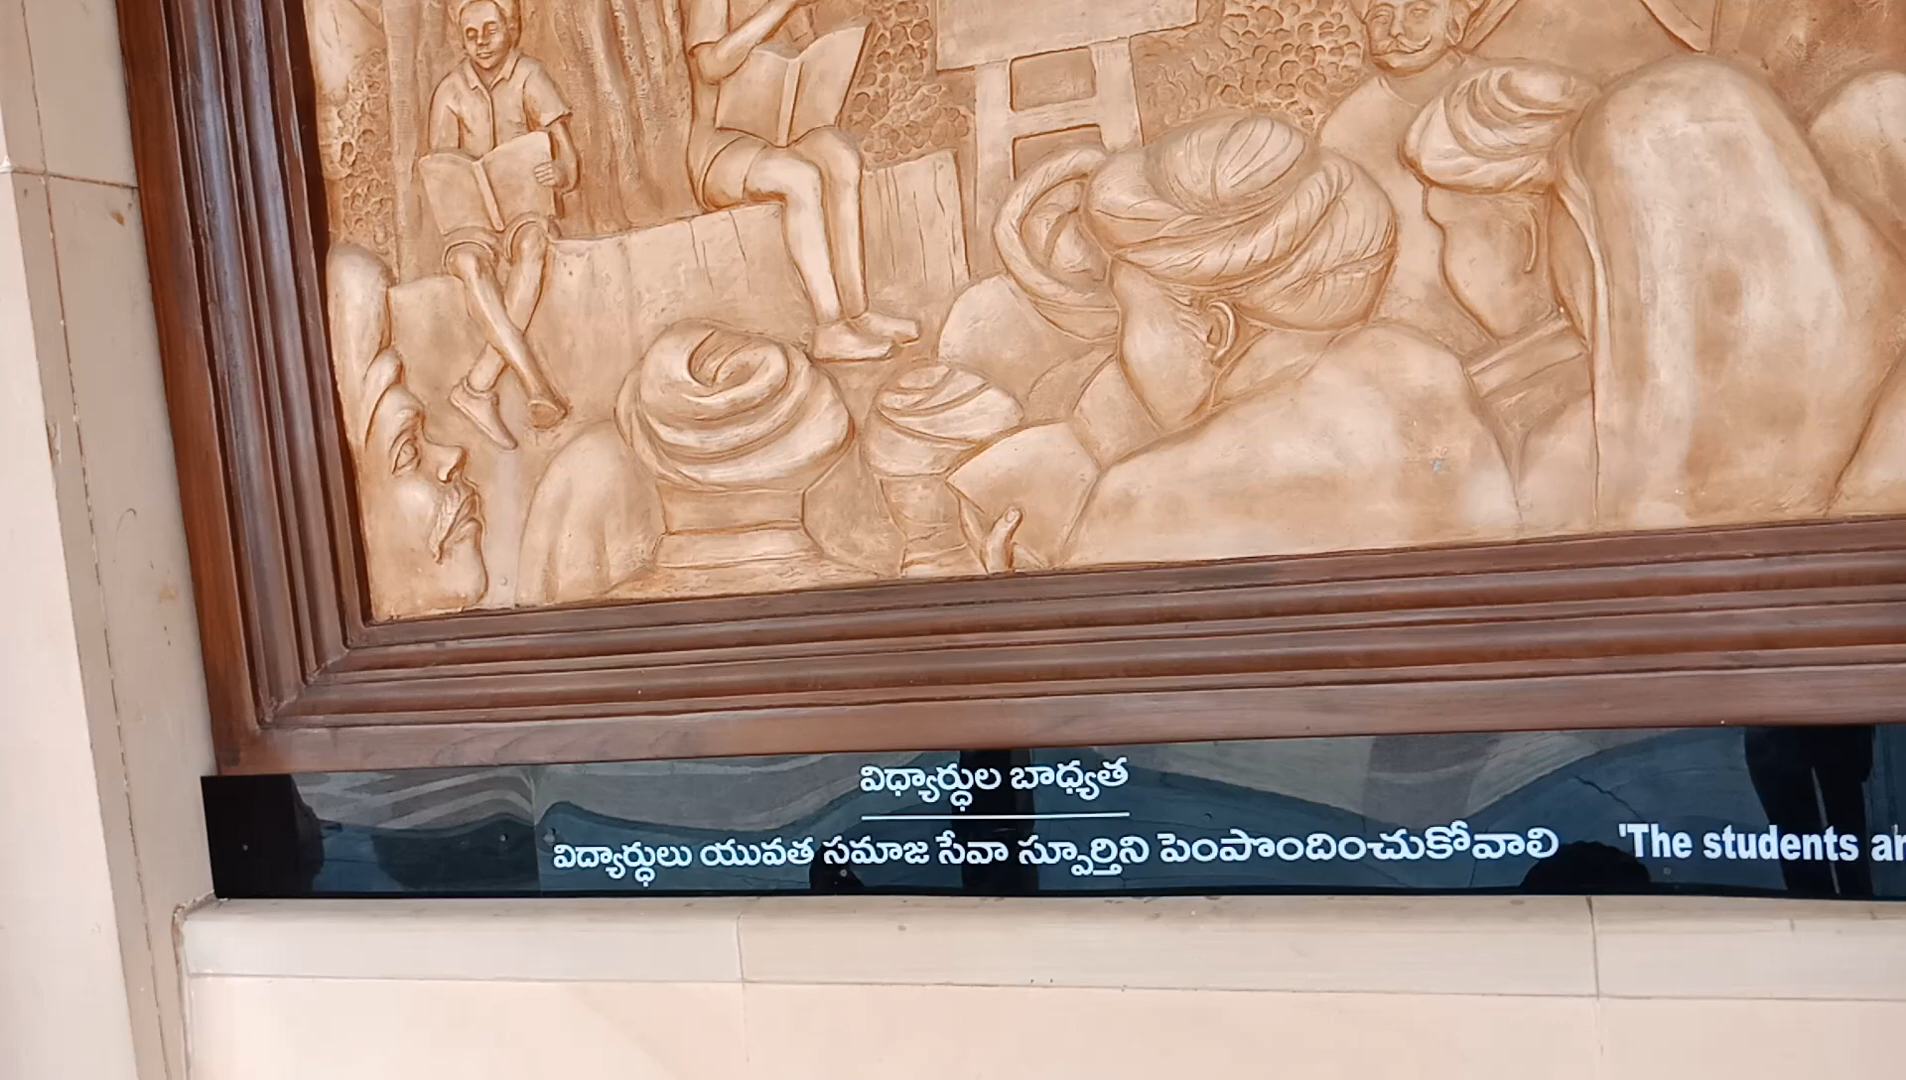 విధ్యార్ధుల బాధ్యత
విద్యార్ధులు యువత సమాజ సేవా స్ఫూర్తిని పెంపొందించుకోవాలి 'The students